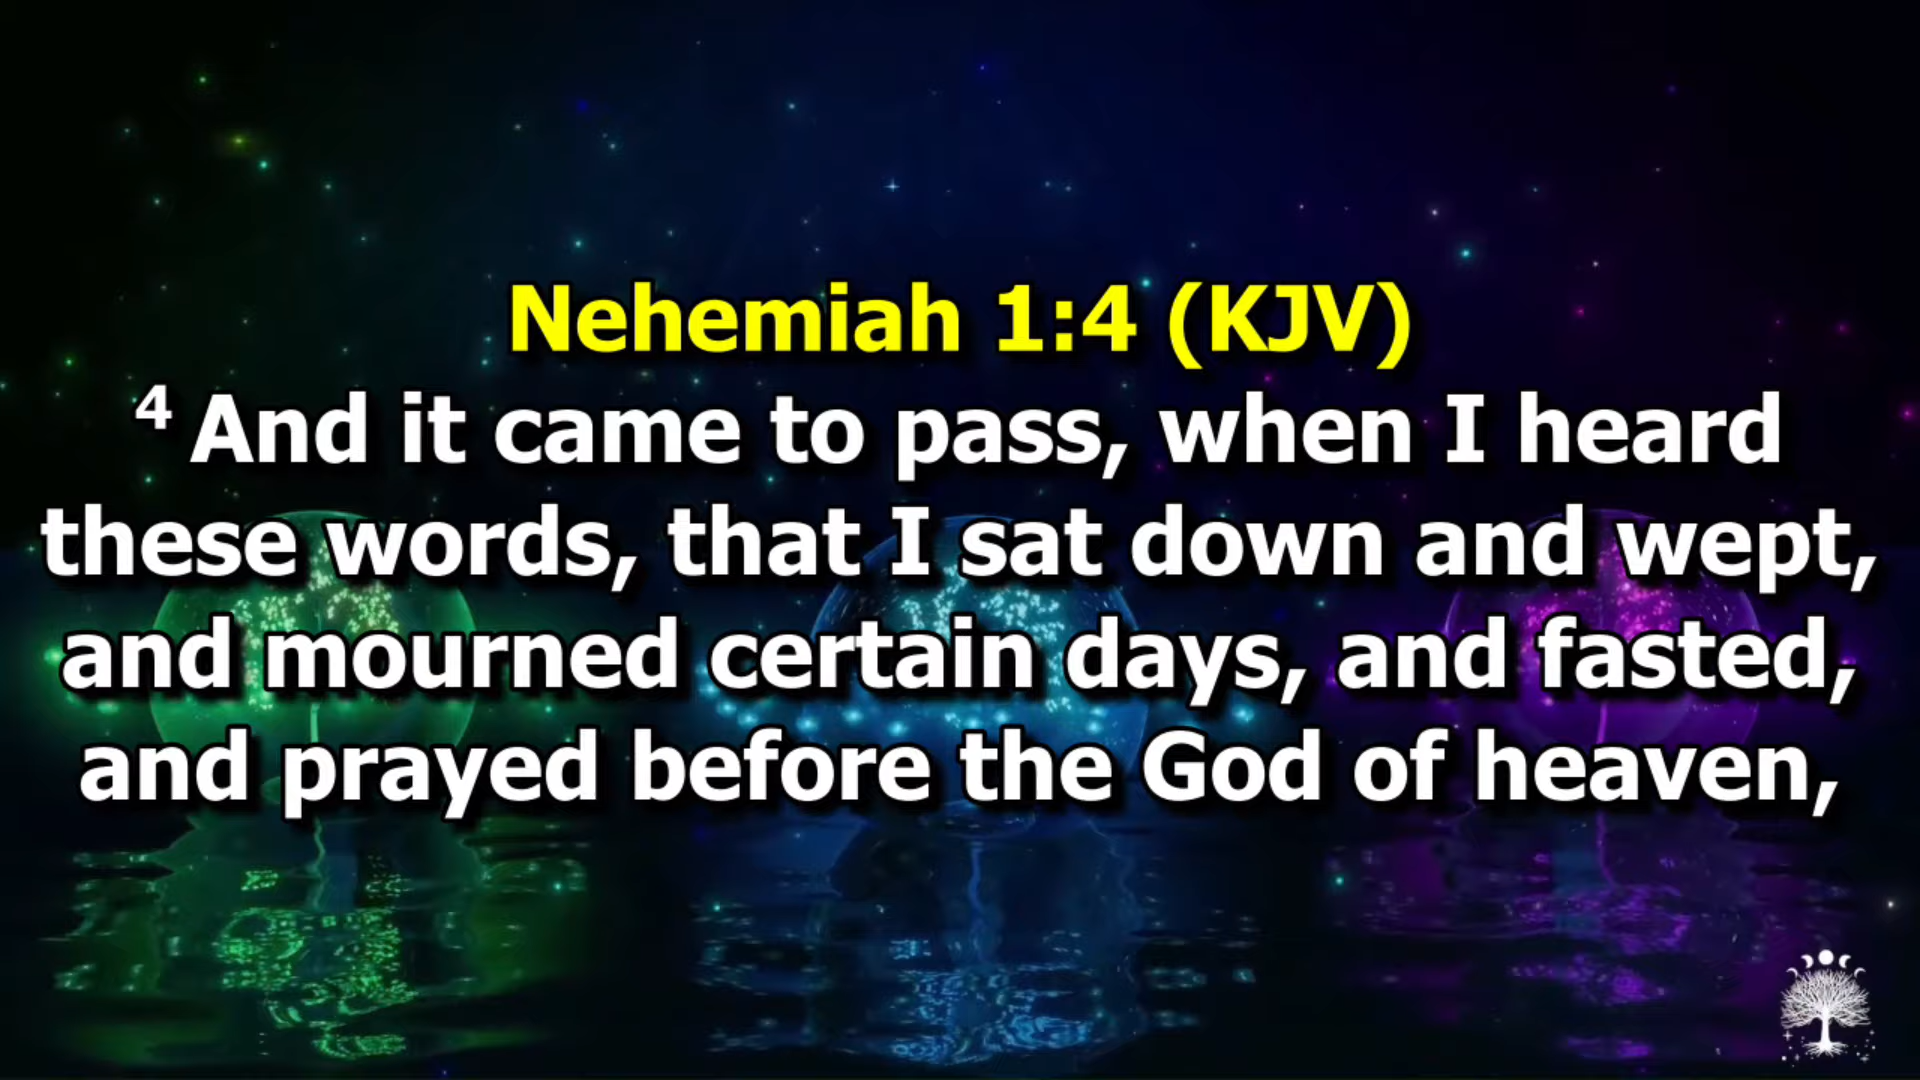 Nehemiah 1:4 (KJV)
4 And it came to pass, when I heard
these words, that I sat down and wept,
and mourned certain days, and fasted,
and prayed before the God of heaven,